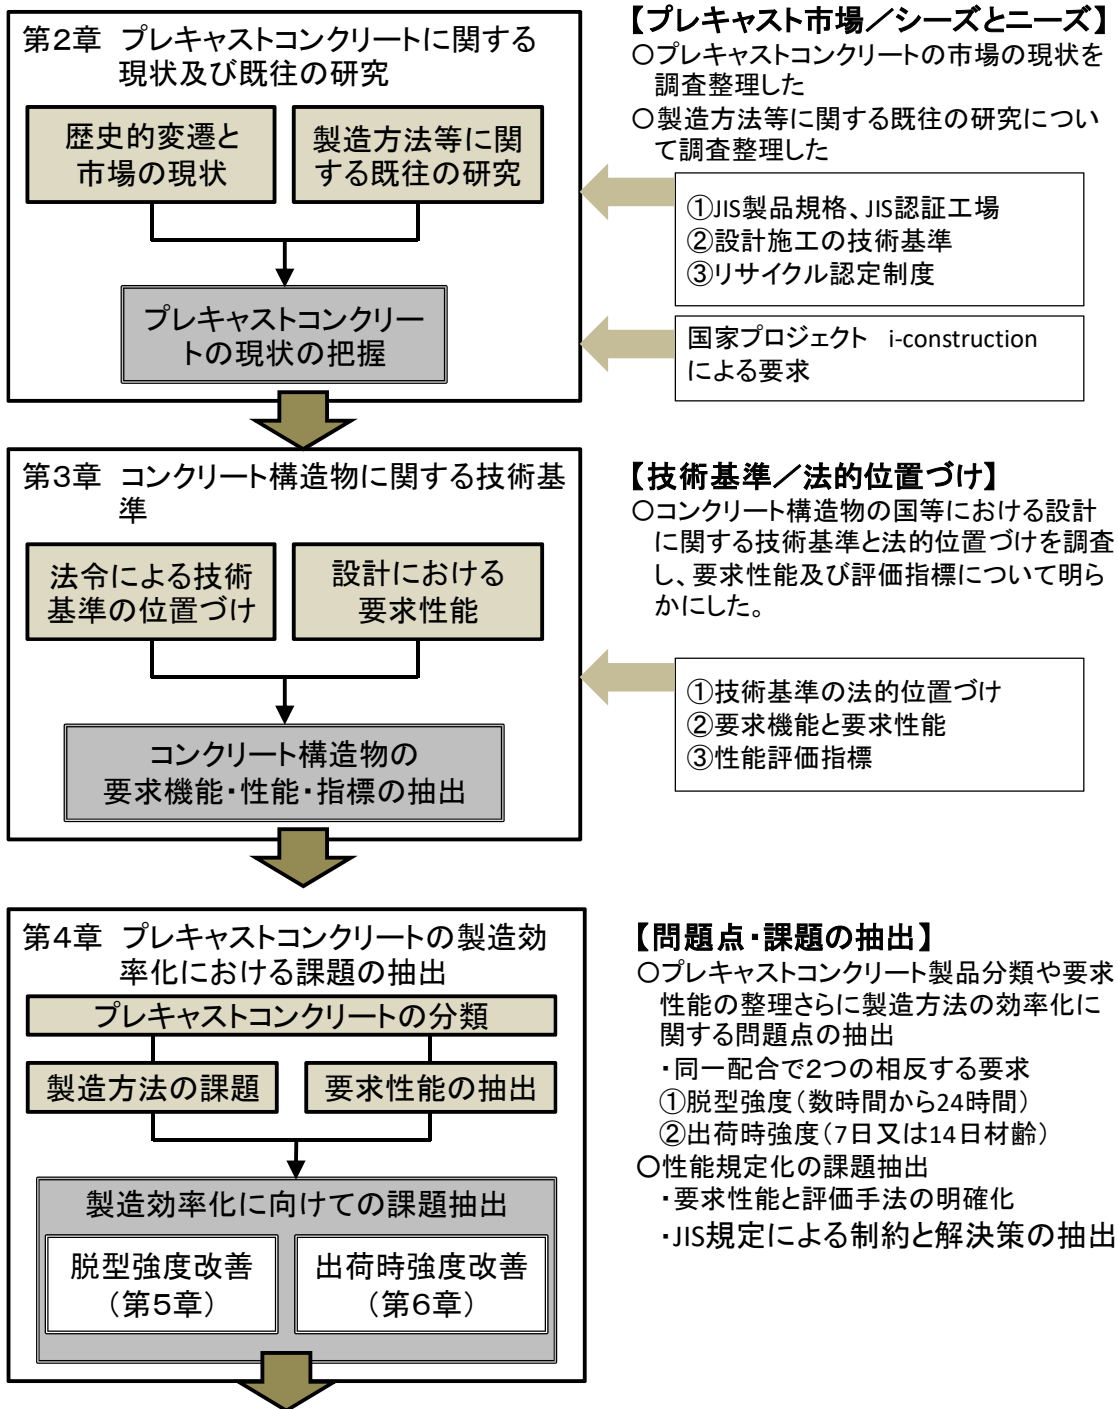 第２章　プレキャストコンクリートに関する
現状及び既往の研究
歴史的変遷と
市場の現状
製造方法等に関
する既往の研究
プレキャストコンクリー
トの現状の把握
【プレキャスト市場／シーズとニーズ】
○プレキャストコンクリートの市場の現状を
調査整理した
○製造方法等に関する既往の研究につい
て調査整理した
①JIS製品規格、JIS認証工場
②設計施工の技術基準
③リサイクル認定制度
国家プロジェクト　i-construction
による要求
第３章　コンクリート構造物に関する技術基
準
法令による技術
基準の位置づけ
設計における
要求性能
コンクリート構造物の
要求機能・性能・指標の抽出
【技術基準／法的位置づけ】
○コンクリート構造物の国等における設計
に関する技術基準と法的位置づけを調査
し、要求性能及び評価指標について明ら
かにした。
①技術基準の法的位置づけ
②要求機能と要求性能
③性能評価指標
第４章　プレキャストコンクリートの製造効
率化における課題の抽出
プレキャストコンクリートの分類
製造方法の課題
要求性能の抽出
製造効率化に向けての課題抽出
脱型強度改善
（第５章）
出荷時強度改善
（第６章）
【問題点・課題の抽出】
○プレキャストコンクリート製品分類や要求
性能の整理さらに製造方法の効率化に
関する問題点の抽出
・同一配合で２つの相反する要求
①脱型強度（数時間から24時間）
②出荷時強度（7日又は14日材齢）
○性能規定化の課題抽出
・要求性能と評価手法の明確化
・JIS規定による制約と解決策の抽出